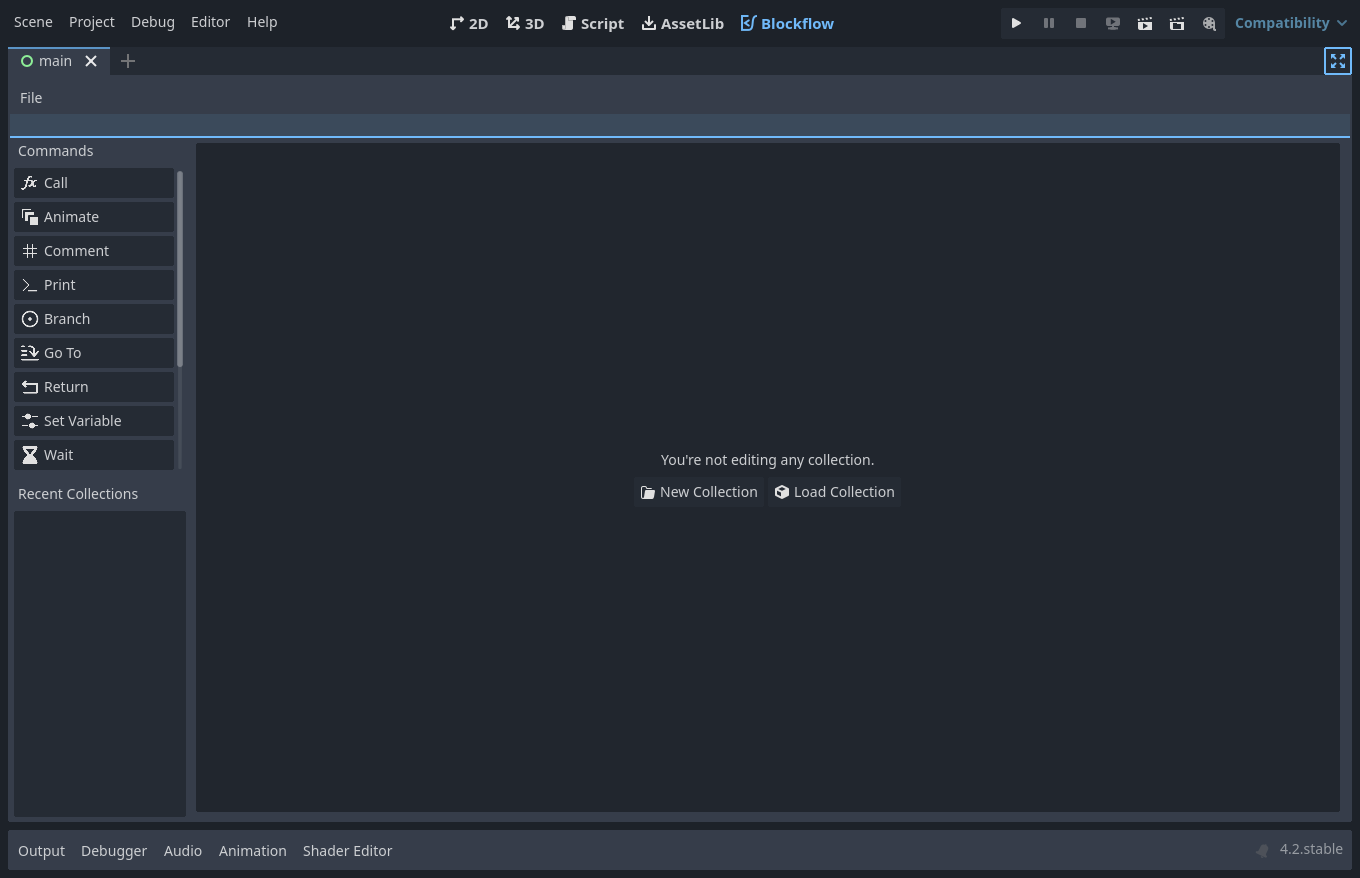 Scene Project Debug Editor Help 2D 3D Script AssetLib Blockflow Compatibility
main
File
Commands
Call
Animate
Comment
Print
Branch
Go To
Return
Set Variable
Wait
Recent Collections
You're not editing any collection.
New Collection Load Collection
Output Debugger Audio Animation Shader Editor 4.2.stable